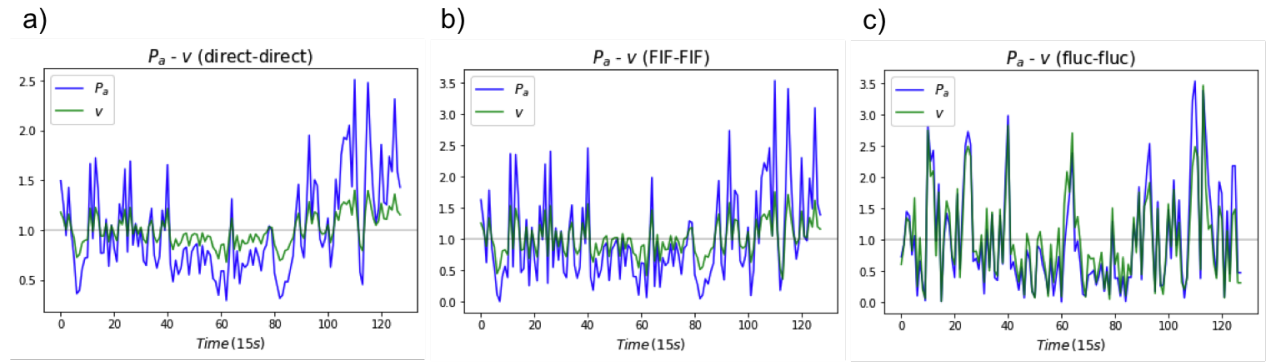 a)
P_a - v (direct-direct)
P_a
v
2.5
2.0
1.5
1.0
0.5
0 20 40 60 80 100 120
Time (15s)
b)
P_a - v (FIF-FIF)
P_a
v
3.5
3.0
2.5
2.0
1.5
1.0
0.5
0.0
0 20 40 60 80 100 120
Time (15s)
c)
P_a - v (fluc-fluc)
P_a
v
3.5
3.0
2.5
2.0
1.5
1.0
0.5
0.0
0 20 40 60 80 100 120
Time (15s)